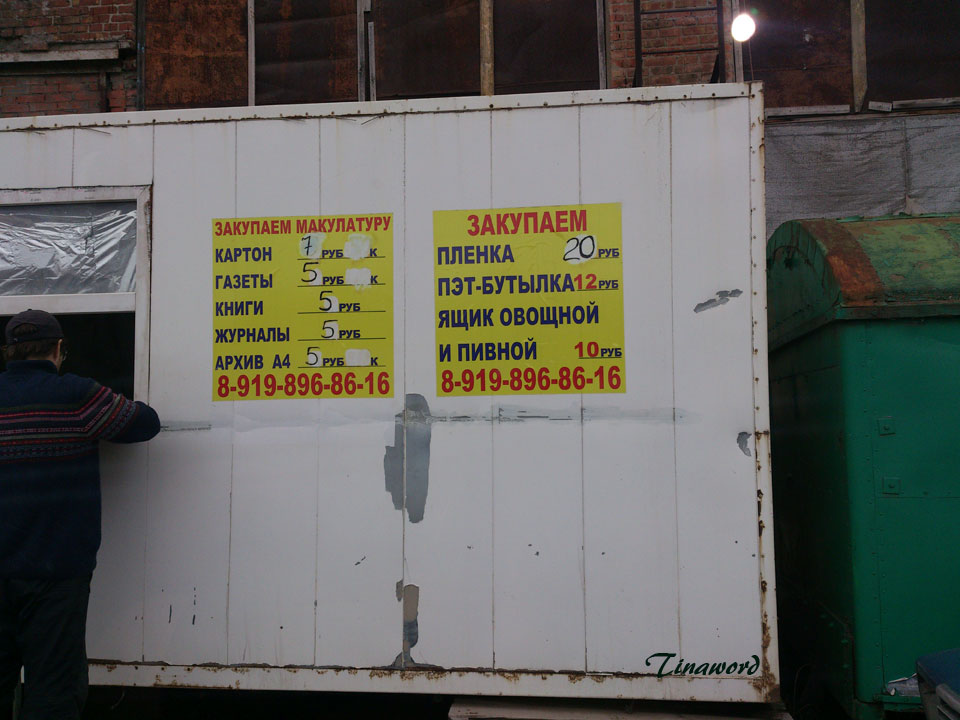 ЗАКУПАЕМ МАКУЛАТУРУ
КАРТОН 7 РУБ К
ГАЗЕТЫ 5 РУБ К
КНИГИ 5 РУБ
ЖУРНАЛЫ 5 РУБ
АРХИВ А4 5 РУБ К
8-919-896-86-16
ЗАКУПАЕМ
ПЛЕНКА 20 РУБ
ПЭТ-БУТЫЛКА 12 РУБ
ЯЩИК ОВОЩНОЙ
И ПИВНОЙ 10 РУБ
8-919-896-86-16
Tinaword